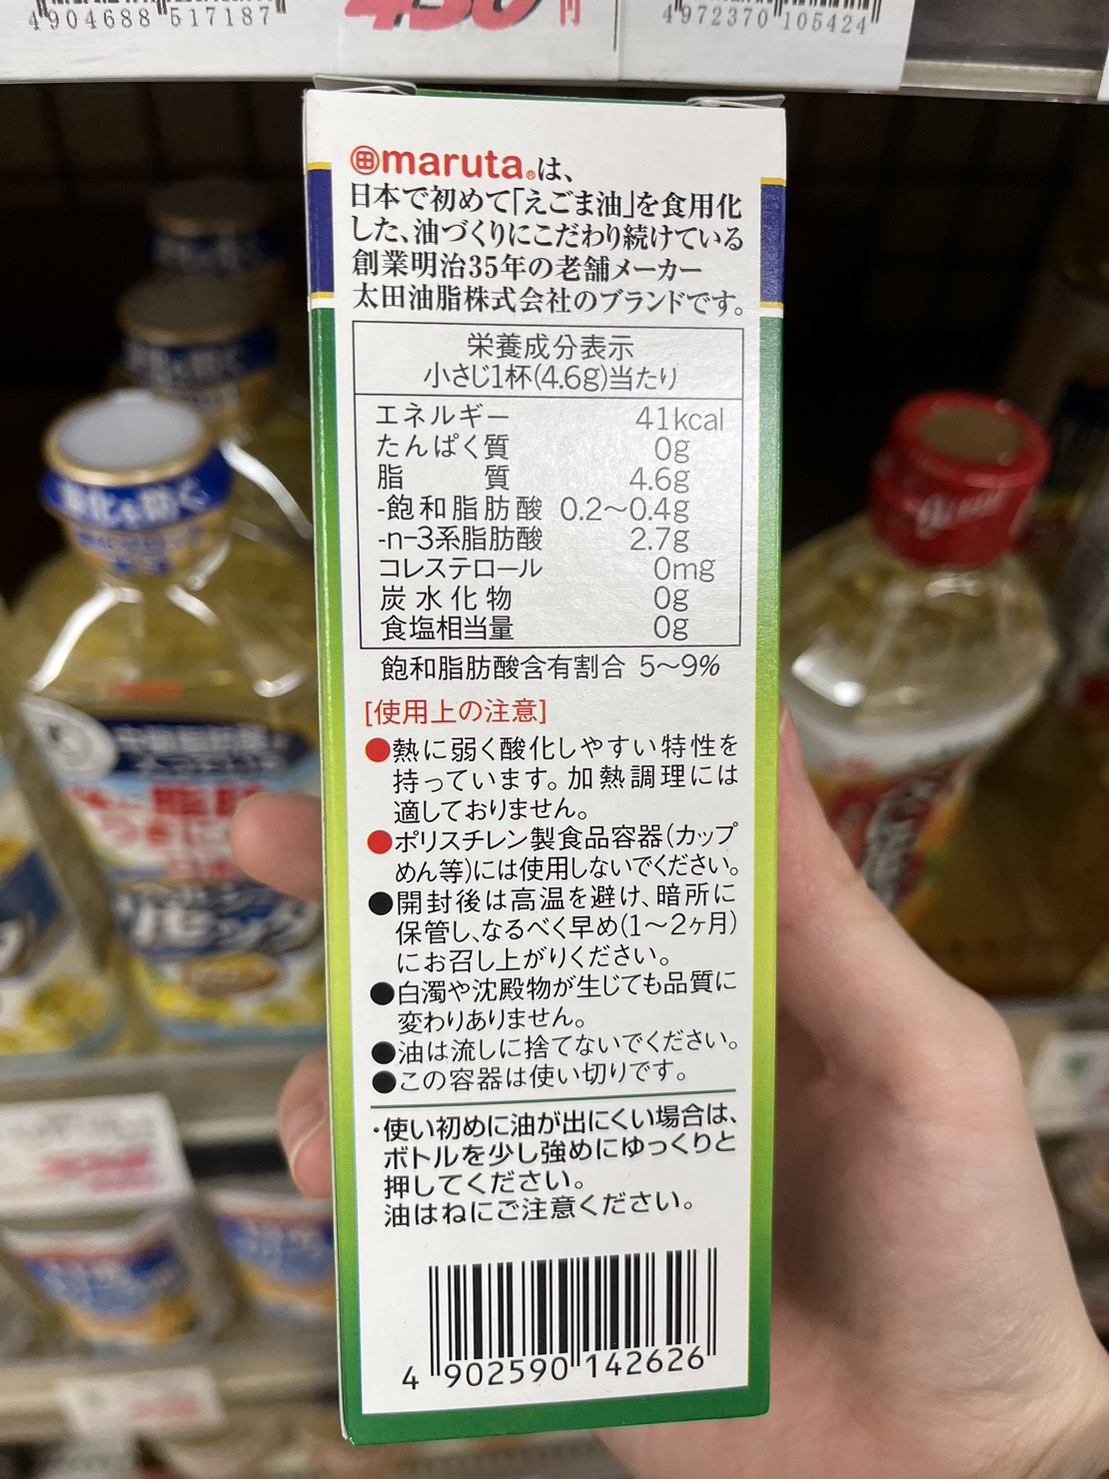 4 904688 517187
円
4 972370 105424
maruta®は、
日本で初めて「えごま油」を食用化
した、油づくりにこだわり続けている
創業明治35年の老舗メーカー
太田油脂株式会社のブランドです。
栄養成分表示
小さじ1杯(4.6g)当たり
エネルギー 41kcal
たんぱく質 0g
脂 質 4.6g
-飽和脂肪酸 0.2〜0.4g
-n-3系脂肪酸 2.7g
コレステロール 0mg
炭水化物 0g
食塩相当量 0g
飽和脂肪酸含有割合 5〜9%
[使用上の注意]
●熱に弱く酸化しやすい特性を
持っています。加熱調理には
適しておりません。
●ポリスチレン製食品容器(カップ
めん等)には使用しないでください。
●開封後は高温を避け、暗所に
保管し、なるべく早め(1〜2ヶ月)
にお召し上がりください。
●白濁や沈殿物が生じても品質に
変わりありません。
●油は流しに捨てないでください。
●この容器は使い切りです。
・使い初めに油が出にくい場合は、
ボトルを少し強めにゆっくりと
押してください。
油はねにご注意ください。
4 902590 142626